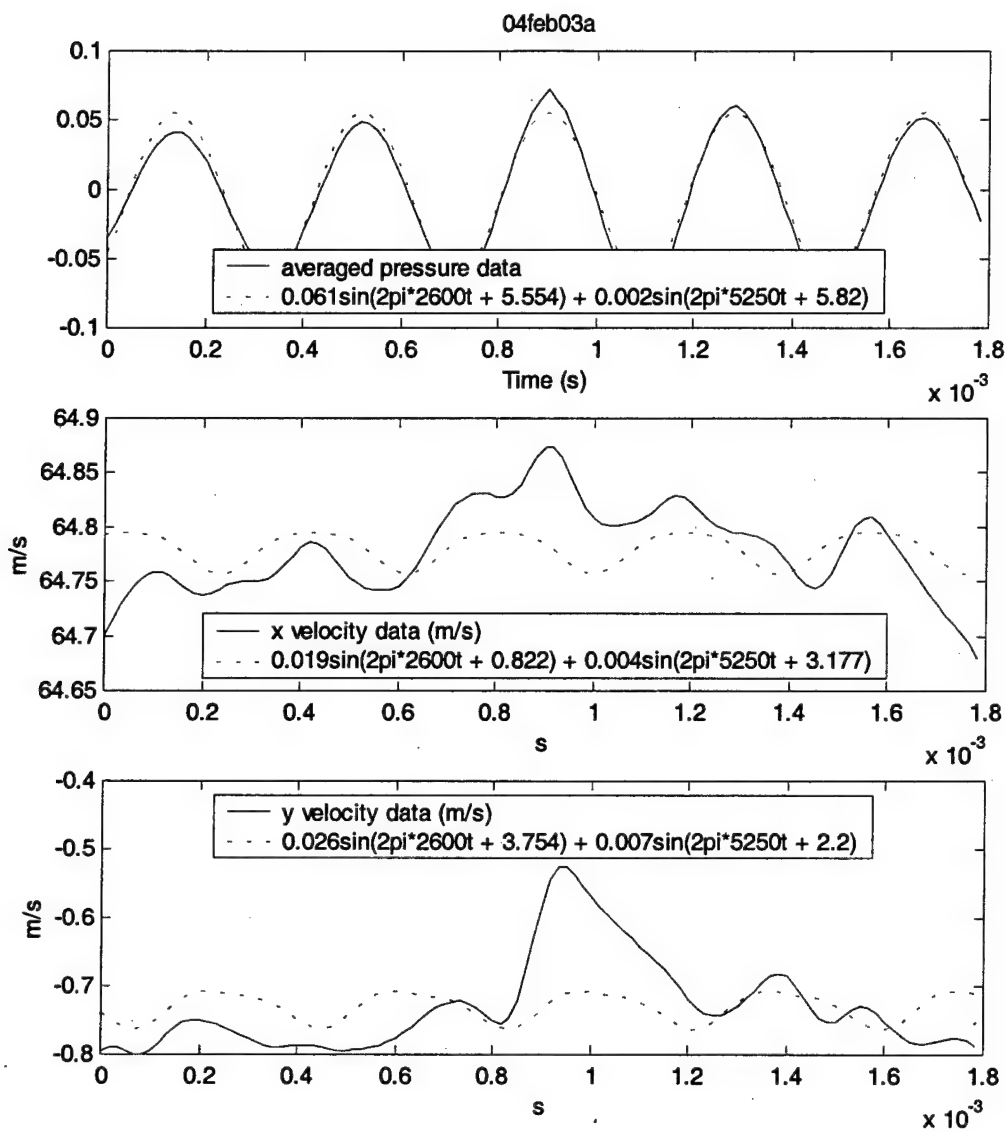 04feb03a
0.1
0.05
0
-0.05
-0.1
averaged pressure data
0.061sin(2pi*2600t + 5.554) + 0.002sin(2pi*5250t + 5.82)
0 0.2 0.4 0.6 0.8 1 1.2 1.4 1.6 1.8
Time (s)
x 10-3
64.9
64.85
64.8
64.75
64.7
64.65
m/s
x velocity data (m/s)
0.019sin(2pi*2600t + 0.822) + 0.004sin(2pi*5250t + 3.177)
0 0.2 0.4 0.6 0.8 1 1.2 1.4 1.6 1.8
s
x 10-3
-0.4
-0.5
-0.6
-0.7
-0.8
m/s
y velocity data (m/s)
0.026sin(2pi*2600t + 3.754) + 0.007sin(2pi*5250t + 2.2)
0 0.2 0.4 0.6 0.8 1 1.2 1.4 1.6 1.8
s
x 10-3